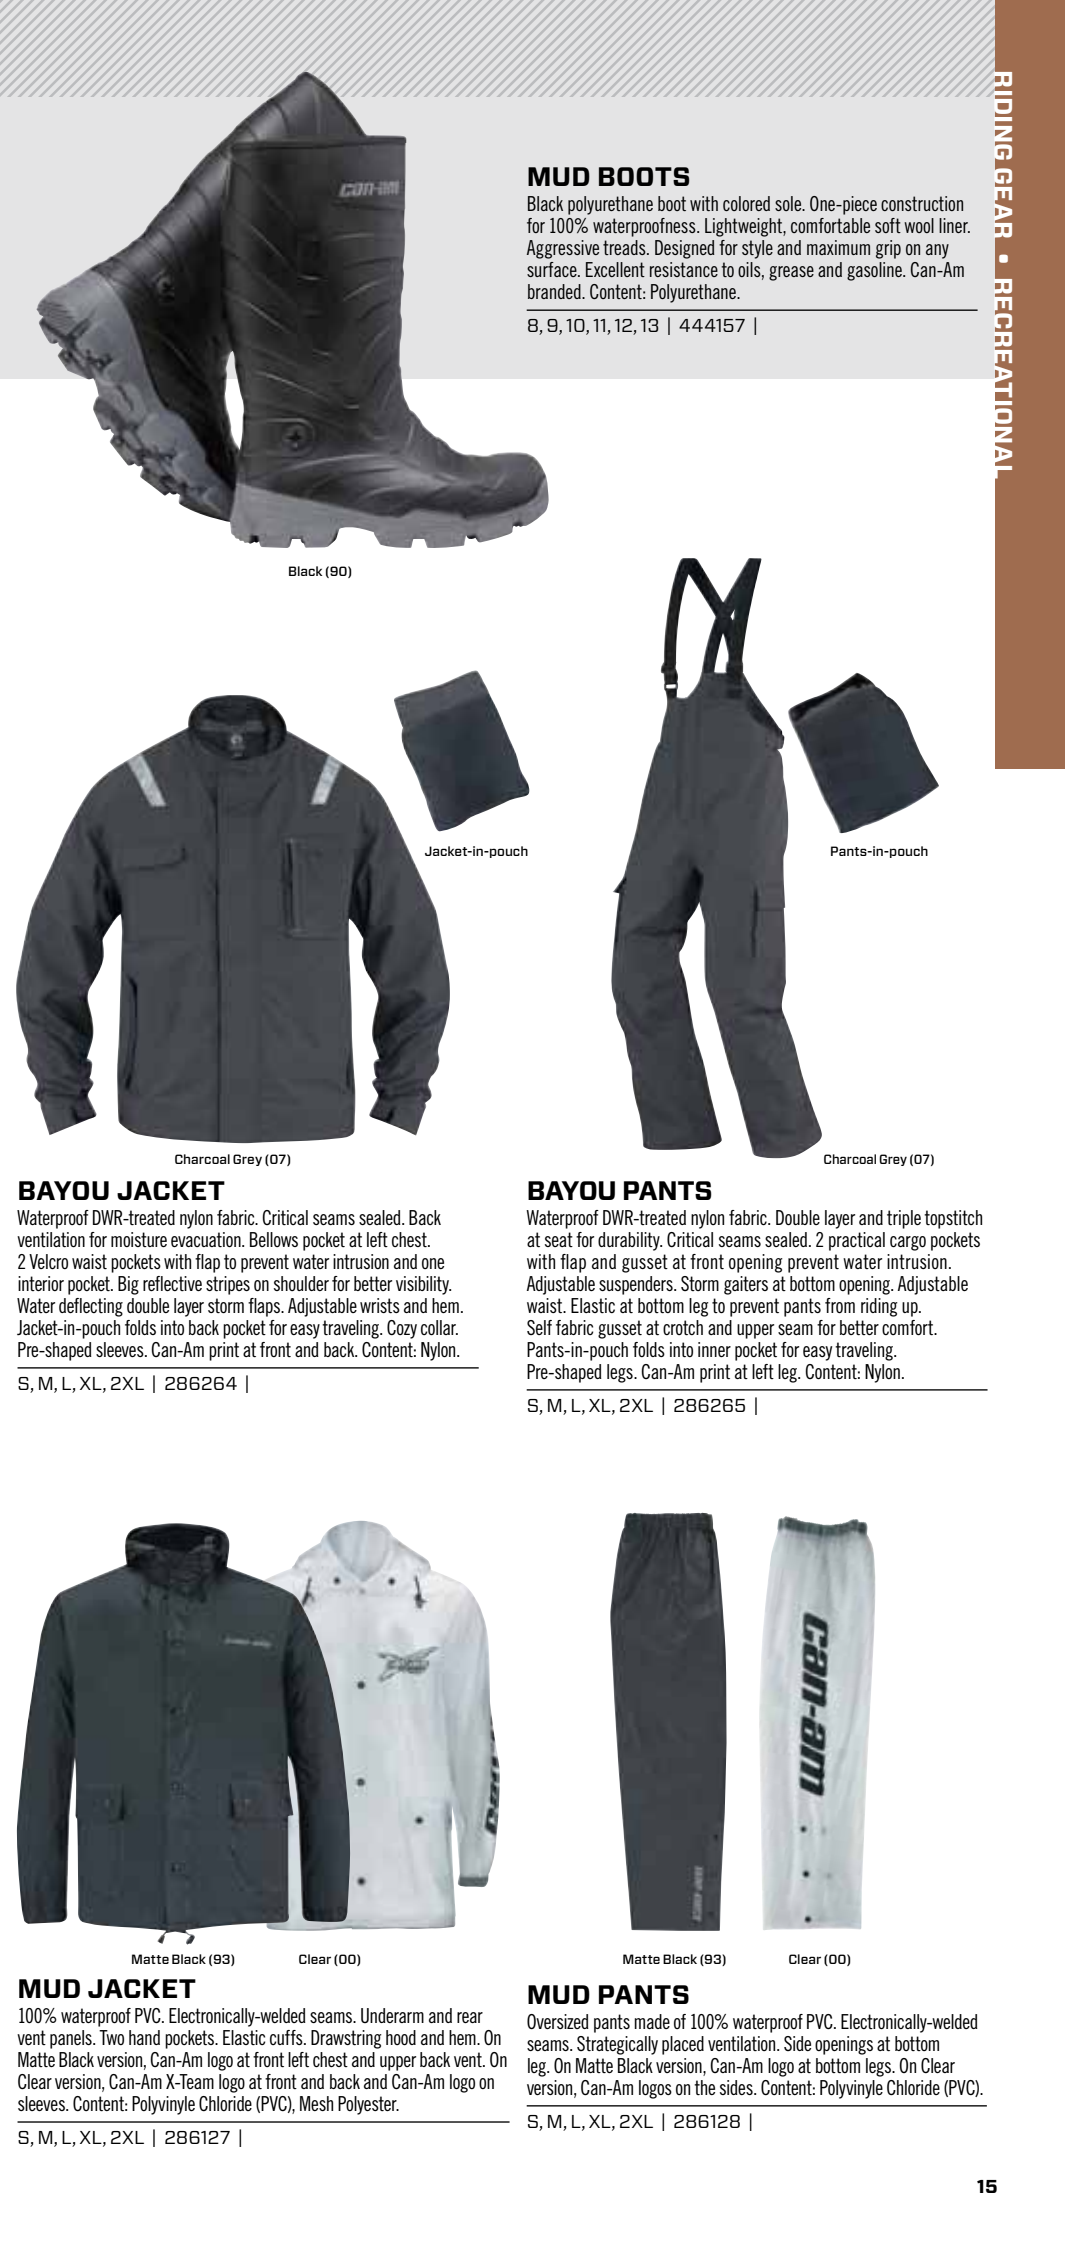 RIDING GEAR • RECREATIONAL
can-am
MUD BOOTS
Black polyurethane boot with colored sole. One-piece construction
for 100% waterproofness. Lightweight, comfortable soft wool liner.
Aggressive treads. Designed for style and maximum grip on any
surface. Excellent resistance to oils, grease and gasoline. Can-Am
branded. Content: Polyurethane.
8, 9, 10, 11, 12, 13 | 444157 |
Black (90)
Jacket-in-pouch
Pants-in-pouch
Charcoal Grey (07)
Charcoal Grey (07)
BAYOU JACKET
Waterproof DWR-treated nylon fabric. Critical seams sealed. Back
ventilation for moisture evacuation. Bellows pocket at left chest.
2 Velcro waist pockets with flap to prevent water intrusion and one
interior pocket. Big reflective stripes on shoulder for better visibility.
Water deflecting double layer storm flaps. Adjustable wrists and hem.
Jacket-in-pouch folds into back pocket for easy traveling. Cozy collar.
Pre-shaped sleeves. Can-Am print at front and back. Content: Nylon.
S, M, L, XL, 2XL | 286264 |
BAYOU PANTS
Waterproof DWR-treated nylon fabric. Double layer and triple topstitch
at seat for durability. Critical seams sealed. 2 practical cargo pockets
with flap and gusset at front opening prevent water intrusion.
Adjustable suspenders. Storm gaiters at bottom opening. Adjustable
waist. Elastic at bottom leg to prevent pants from riding up.
Self fabric gusset at crotch and upper seam for better comfort.
Pants-in-pouch folds into inner pocket for easy traveling.
Pre-shaped legs. Can-Am print at left leg. Content: Nylon.
S, M, L, XL, 2XL | 286265 |
can-am
Matte Black (93)
Clear (00)
Matte Black (93)
Clear (00)
MUD JACKET
100% waterproof PVC. Electronically-welded seams. Underarm and rear
vent panels. Two hand pockets. Elastic cuffs. Drawstring hood and hem. On
Matte Black version, Can-Am logo at front left chest and upper back vent. On
Clear version, Can-Am X-Team logo at front and back and Can-Am logo on
sleeves. Content: Polyvinyle Chloride (PVC), Mesh Polyester.
S, M, L, XL, 2XL | 286127 |
MUD PANTS
Oversized pants made of 100% waterproof PVC. Electronically-welded
seams. Strategically placed ventilation. Side openings at bottom
leg. On Matte Black version, Can-Am logo at bottom legs. On Clear
version, Can-Am logos on the sides. Content: Polyvinyle Chloride (PVC).
S, M, L, XL, 2XL | 286128 |
15